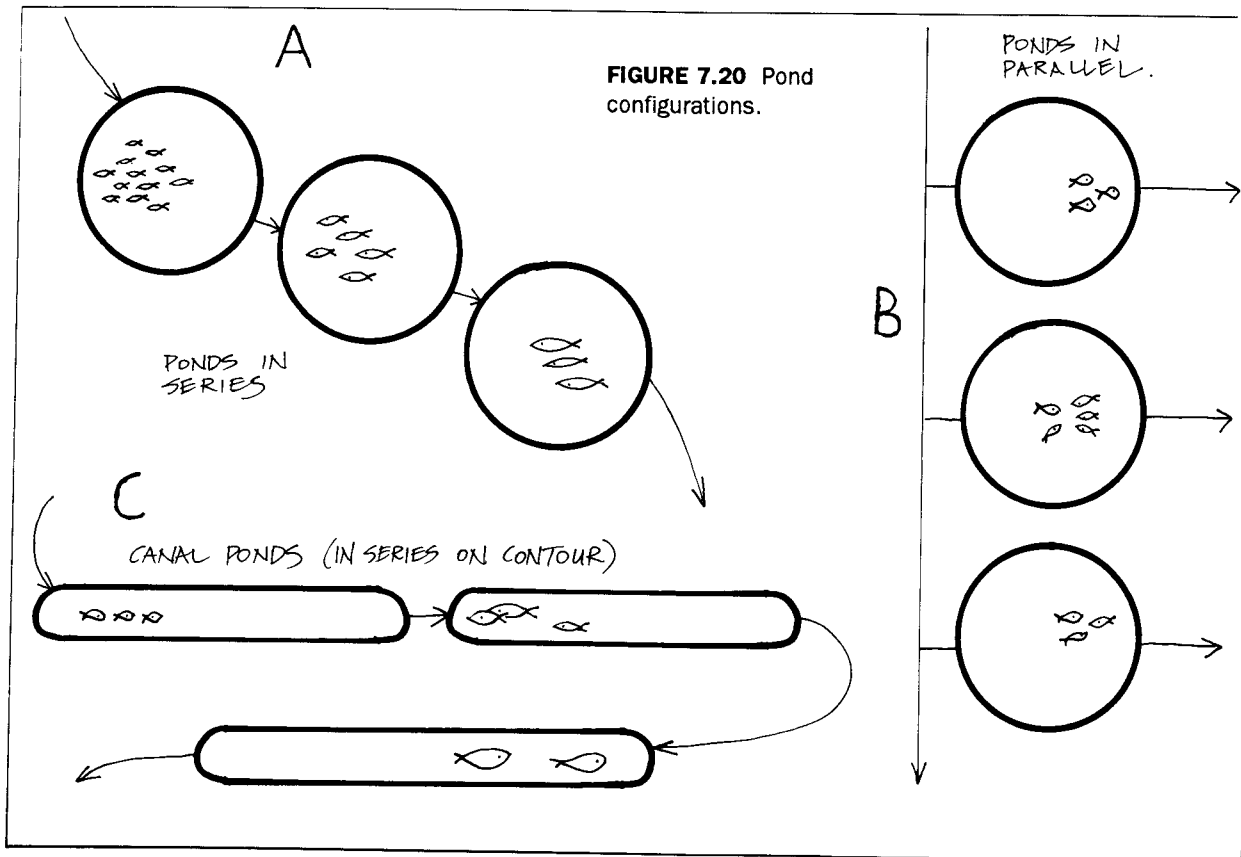 A
FIGURE 7.20 Pond
configurations.
PONDS IN
SERIES
B
PONDS IN
PARALLEL.
C
CANAL PONDS (IN SERIES ON CONTOUR)